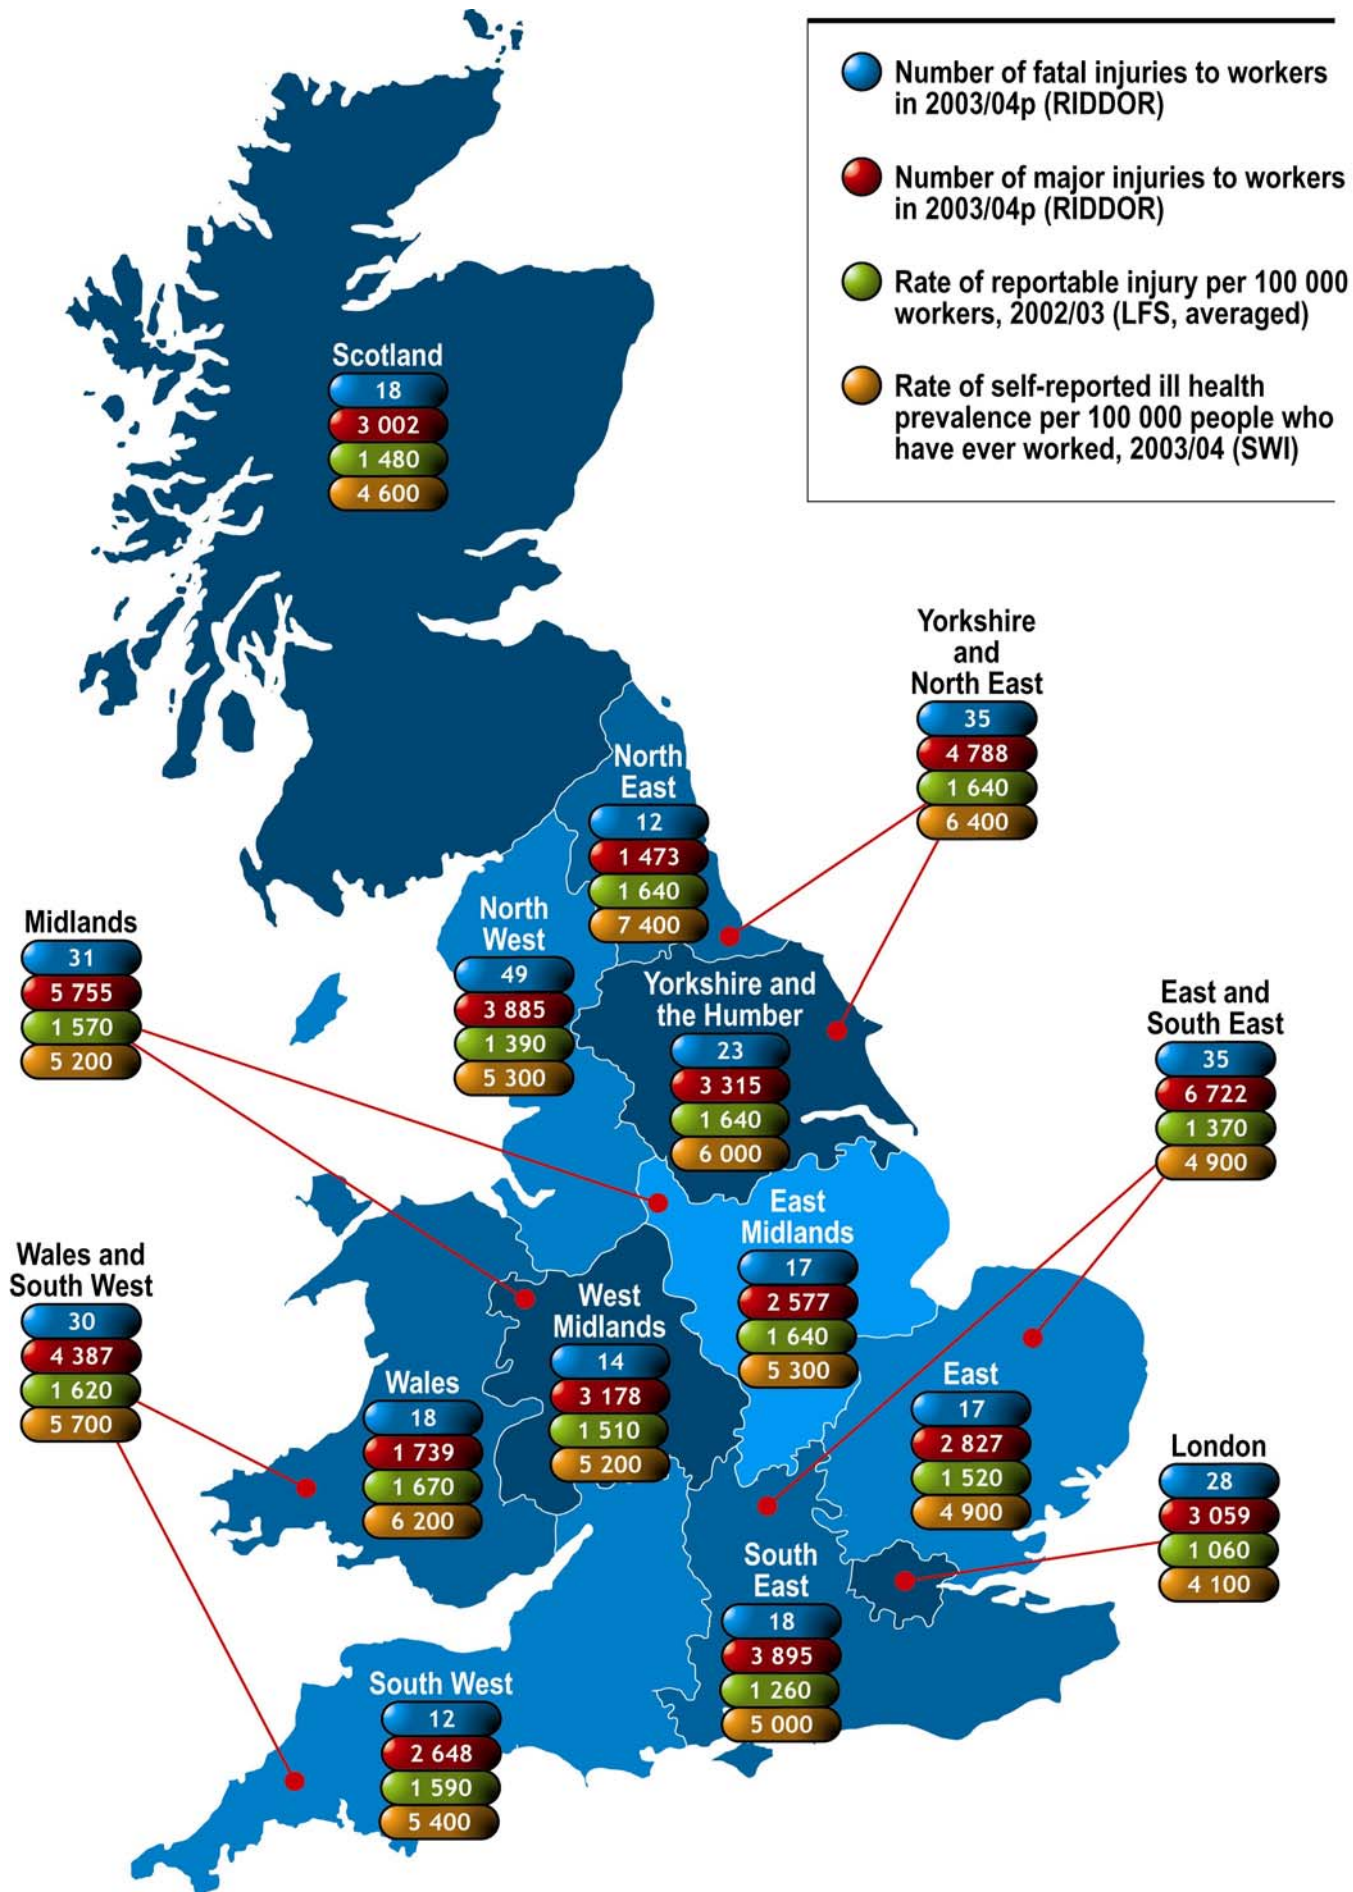 Number of fatal injuries to workers
in 2003/04p (RIDDOR)
Number of major injuries to workers
in 2003/04p (RIDDOR)
Rate of reportable injury per 100 000
workers, 2002/03 (LFS, averaged)
Rate of self-reported ill health
prevalence per 100 000 people who
have ever worked, 2003/04 (SWI)
Scotland
18
3 002
1 480
4 600
Yorkshire
and
North East
35
4 788
1 640
6 400
North
East
12
1 473
1 640
7 400
North
West
49
3 885
1 390
5 300
Midlands
31
5 755
1 570
5 200
Yorkshire and
the Humber
23
3 315
1 640
6 000
East and
South East
35
6 722
1 370
4 900
East
Midlands
17
2 577
1 640
5 300
Wales and
South West
30
4 387
1 620
5 700
West
Midlands
14
3 178
1 510
5 200
Wales
18
1 739
1 670
6 200
East
17
2 827
1 520
4 900
London
28
3 059
1 060
4 100
South
East
18
3 895
1 260
5 000
South West
12
2 648
1 590
5 400